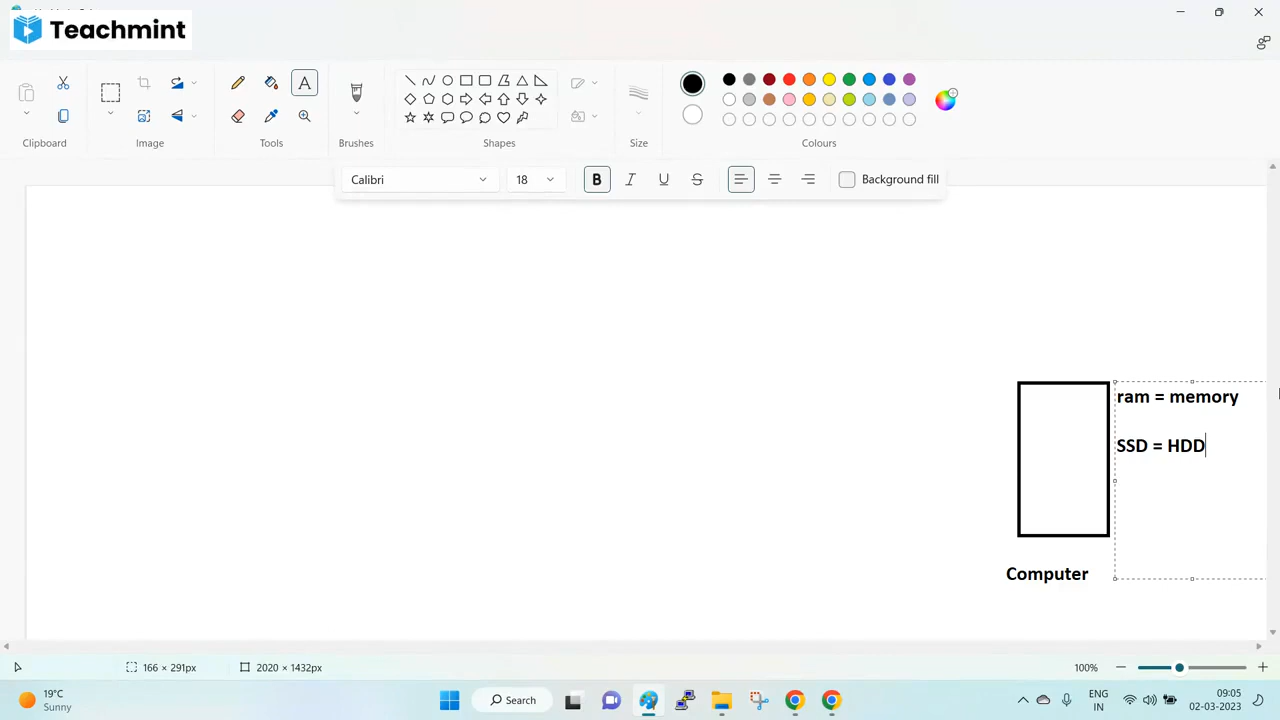 Teachmint
Clipboard
Image
Tools
Brushes
Shapes
Size
Colours
Calibri
18
B
I
U
Background fill
ram = memory
SSD = HDD
Computer
166 × 291px
2020 × 1432px
100%
19°C
Sunny
Search
ENG
IN
09:05
02-03-2023